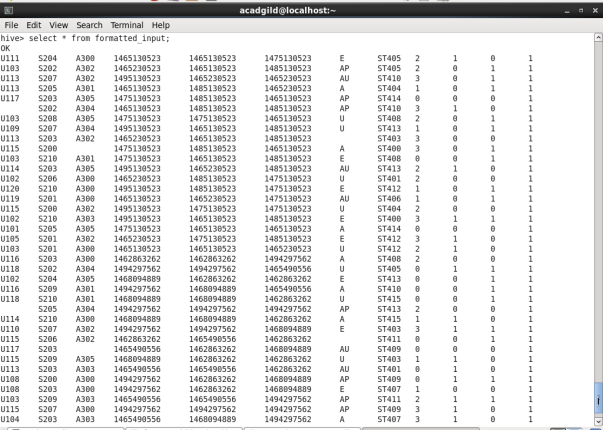 acadgild@localhost:~
File Edit View Search Terminal Help
hive> select * from formatted_input;
OK
U111 S204 A300 1465130523 1465130523 1475130523 E ST405 2 1 0 1
U103 S202 A300 1465130523 1475130523 1465130523 AP ST405 2 0 1 1
U113 S207 A302 1465130523 1465130523 1485130523 AU ST410 3 0 1 1
U113 S205 A301 1465130523 1485130523 1465130523 A ST404 1 0 1 1
U117 S203 A305 1475130523 1465130523 1465130523 AP ST414 0 0 0 1
S202 A304 1465130523 1465130523 1485130523 AP ST410 3 1 0 1
U103 S208 A305 1475130523 1475130523 1475130523 U ST408 2 0 1 1
U109 S207 A304 1495130523 1465130523 1485130523 U ST413 1 0 1 1
U113 S203 A302 1465230523 1465130523 1485130523 ST403 3 0 0 1
U115 S200 1475130523 1465130523 1485130523 A ST400 3 0 1 1
U103 S210 A301 1475130523 1485130523 1485130523 E ST408 0 0 1 1
U114 S203 A305 1495130523 1465130523 1485130523 AU ST413 2 1 0 1
U102 S206 A300 1465130523 1485130523 1475130523 U ST401 2 0 0 1
U120 S210 A300 1495130523 1485130523 1475130523 E ST412 1 0 1 1
U119 S201 A302 1465130523 1465130523 1475130523 AU ST406 1 0 1 1
U115 S200 A302 1495130523 1475130523 1485130523 U ST404 2 0 0 1
U102 S210 A303 1495130523 1485130523 1485130523 E ST400 3 1 1 1
U101 S205 A305 1475130523 1475130523 1485130523 A ST414 0 0 0 1
U105 S201 A302 1465230523 1475130523 1485130523 E ST412 3 1 0 1
U103 S201 A300 1465130523 1465130523 1465230523 U ST412 2 1 0 1
U116 S203 A300 1462863262 1462863262 1494297562 A ST408 2 0 0 1
U118 S202 A304 1494297562 1494297562 1465490556 U ST405 0 1 1 1
U102 S204 A305 1468094889 1462863262 1462863262 E ST413 0 0 1 1
U116 S209 A301 1494297562 1468094889 1465490556 A ST410 0 0 1 1
U118 S210 A301 1468094889 1468094889 1462863262 U ST415 0 0 1 1
S205 A304 1494297562 1462863262 1494297562 AP ST413 2 0 0 1
U114 S210 A300 1468094889 1468094889 1462863262 A ST415 1 1 0 1
U110 S207 A302 1494297562 1494297562 1468094889 E ST403 3 1 1 1
U115 S206 A302 1462863262 1462863262 1494297562 ST411 0 0 1 1
U117 S203 1465490556 1462863262 1494297562 AU ST409 0 0 0 1
U115 S209 A305 1468094889 1462863262 1468094889 U ST403 1 1 0 1
U113 S203 A303 1465490556 1465490556 1462863262 AU ST401 0 1 0 1
U108 S200 A300 1494297562 1462863262 1494297562 AP ST409 0 1 1 1
U108 S203 A300 1494297562 1462863262 1468094889 E ST407 1 0 0 1
U103 S209 A303 1465490556 1465490556 1494297562 AP ST411 2 1 1 1
U115 S207 A303 1494297562 1465490556 1494297562 AP ST409 3 1 0 1
U104 S203 A303 1494297562 1494297562 1468094889 A ST407 3 1 0 1